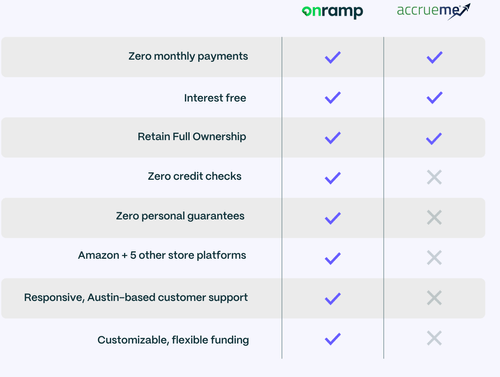 onramp accrueme
Zero monthly payments
Interest free
Retain Full Ownership
Zero credit checks
Zero personal guarantees
Amazon + 5 other store platforms
Responsive, Austin-based customer support
Customizable, flexible funding